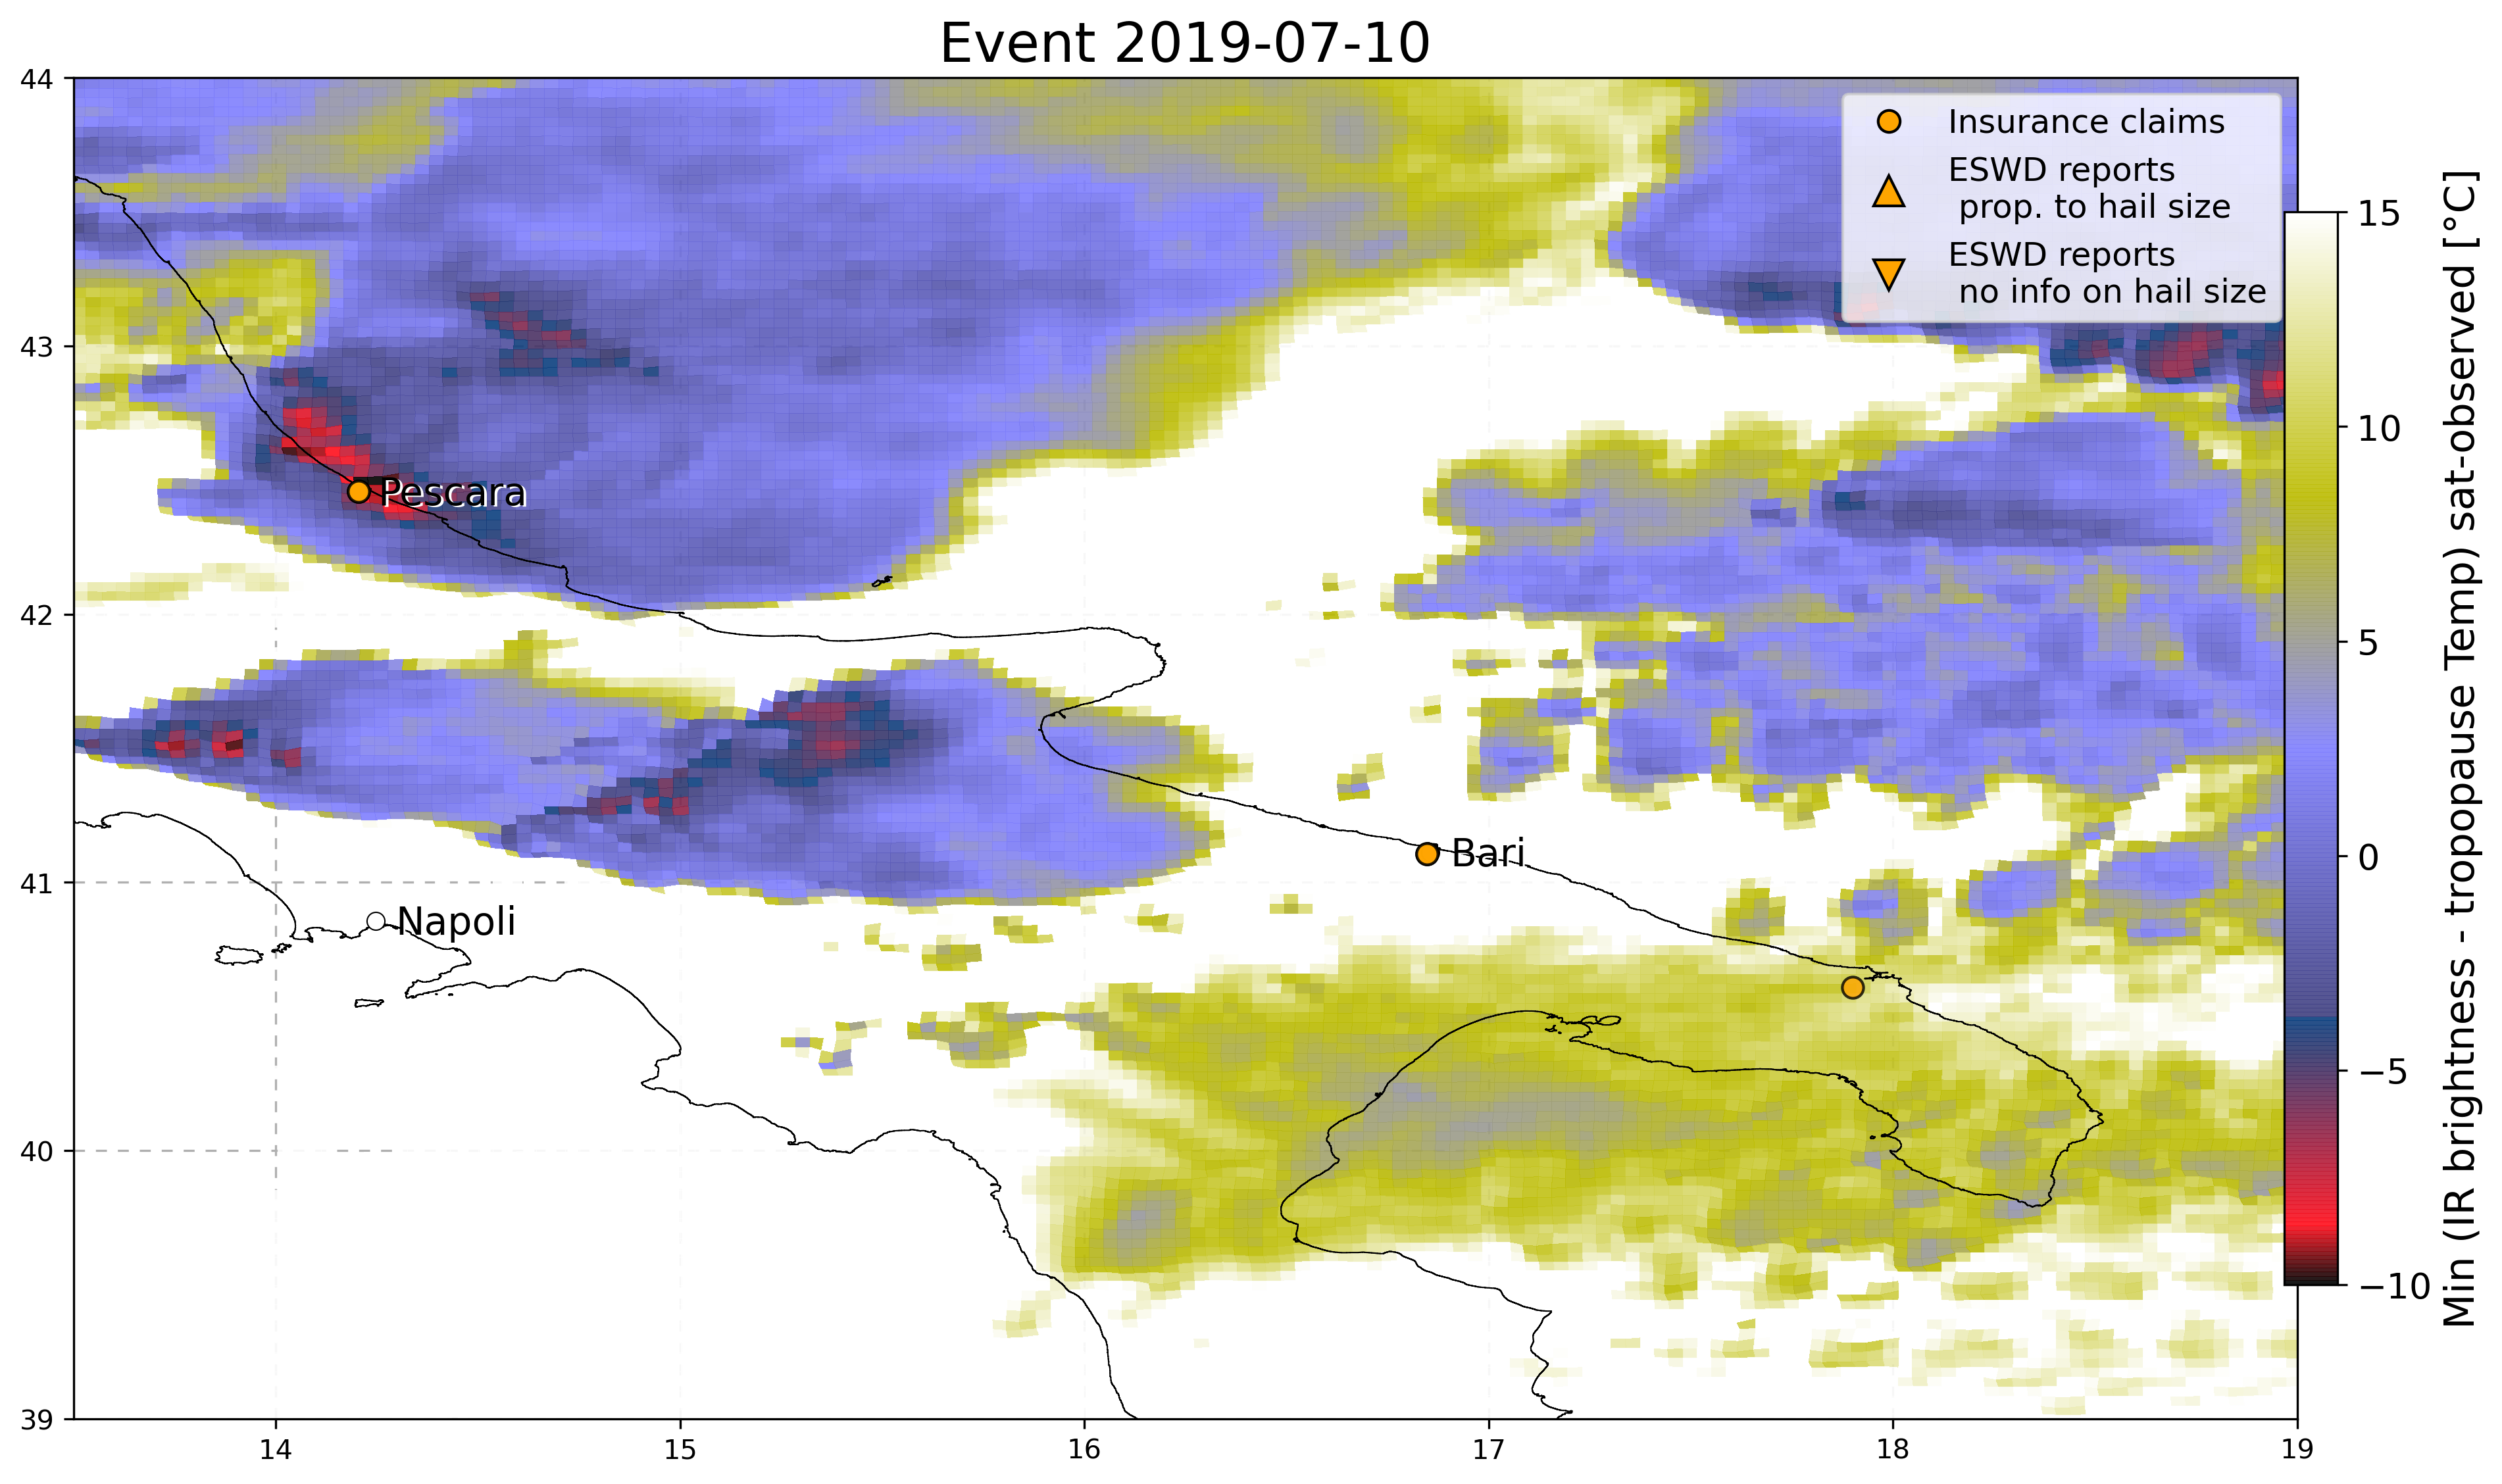 Event 2019-07-10
Insurance claims
ESWD reports
prop. to hail size
ESWD reports
no info on hail size
Pescara
Bari
Napoli
44
43
42
41
40
39
14
15
16
17
18
19
15
10
5
0
−5
−10
Min (IR brightness - tropopause Temp) sat-observed [°C]